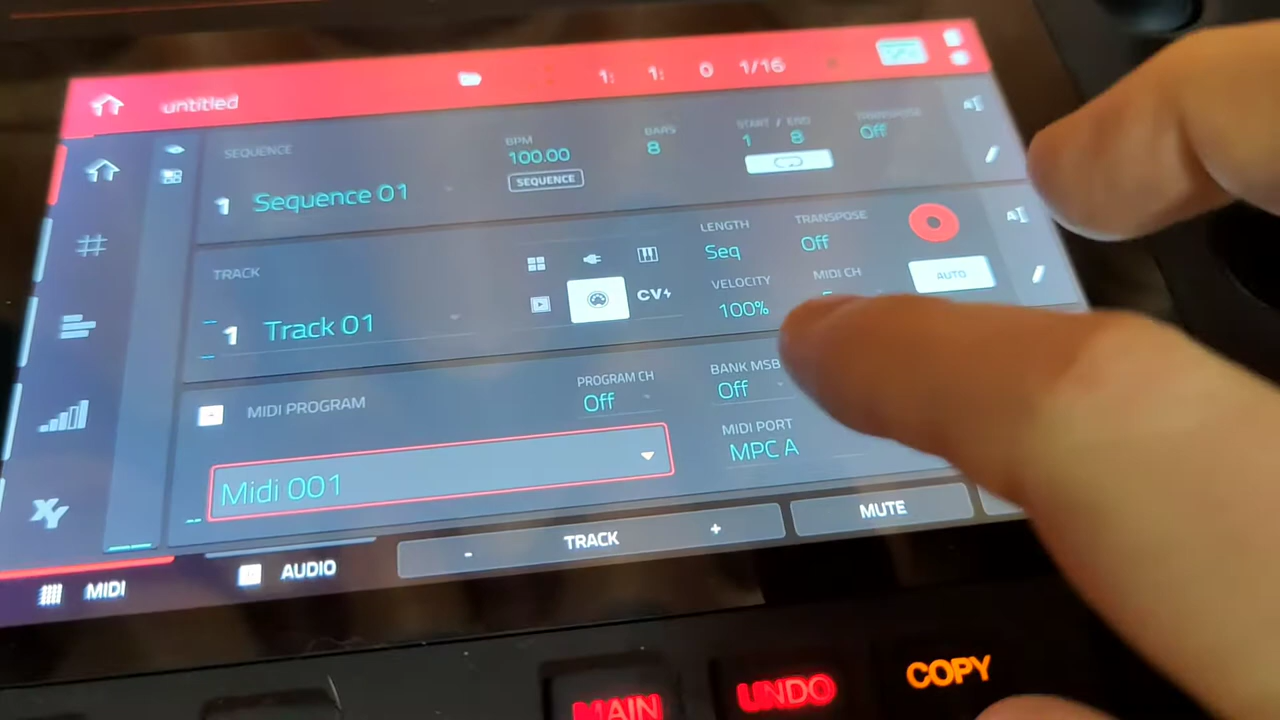 untitled
1: 1: 0 1/16
SEQUENCE
BPM
BARS
START / END
TRANSPOSE
1 Sequence 01
100.00
8
1 8
Off
SEQUENCE
TRACK
LENGTH
TRANSPOSE
Seq
Off
1 Track 01
CV
VELOCITY
MIDI CH
AUTO
100%
MIDI PROGRAM
PROGRAM CH
Off
BANK MSB
Off
Midi 001
MIDI PORT
MPC A
MIDI
AUDIO
- TRACK +
MUTE
MAIN
UNDO
COPY